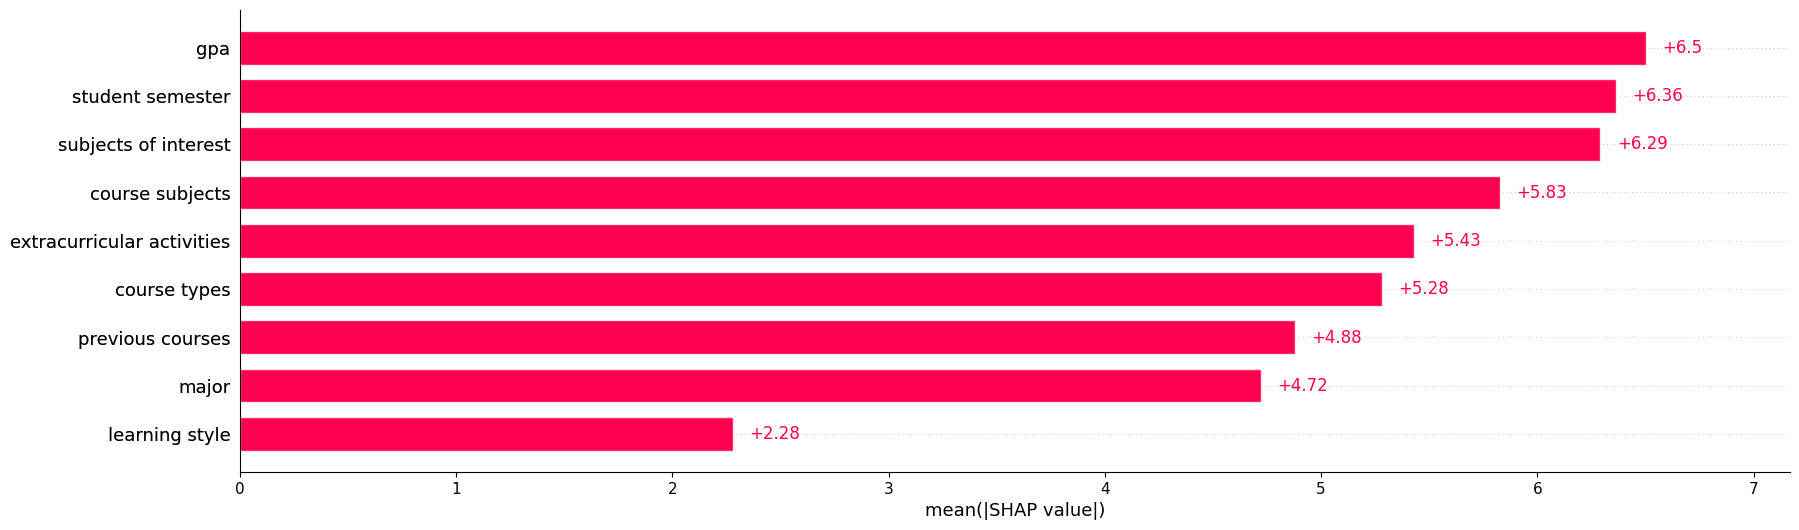 gpa +6.5
student semester +6.36
subjects of interest +6.29
course subjects +5.83
extracurricular activities +5.43
course types +5.28
previous courses +4.88
major +4.72
learning style +2.28
0 1 2 3 4 5 6 7
mean(|SHAP value|)